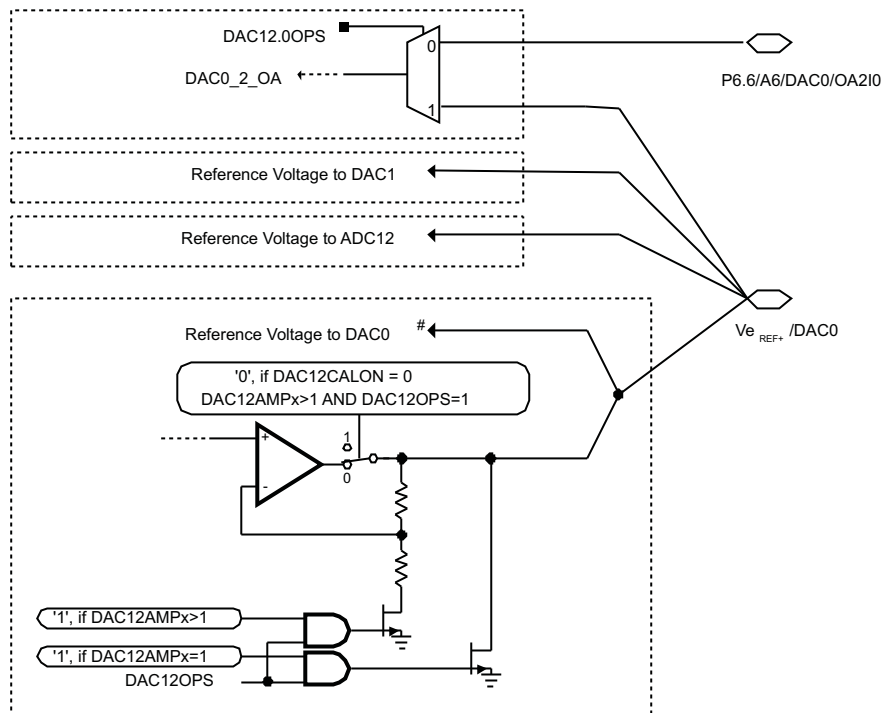 DAC12.0OPS
0
DAC0_2_OA
P6.6/A6/DAC0/OA2I0
1
Reference Voltage to DAC1
Reference Voltage to ADC12
Reference Voltage to DAC0 #
Ve REF+ /DAC0
'0', if DAC12CALON = 0
DAC12AMPx>1 AND DAC12OPS=1
+
1
0
-
'1', if DAC12AMPx>1
'1', if DAC12AMPx=1
DAC12OPS